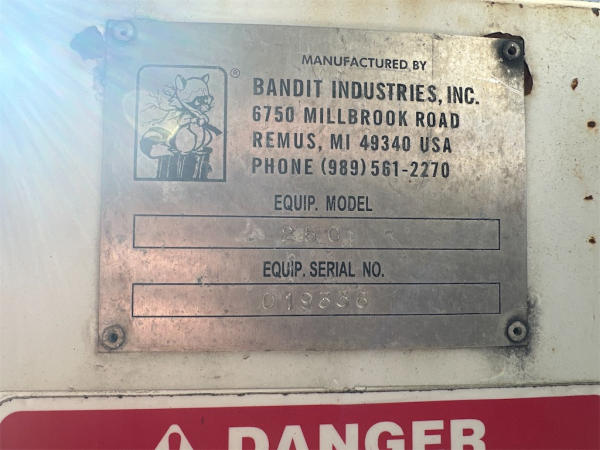 MANUFACTURED BY
®
BANDIT INDUSTRIES, INC.
6750 MILLBROOK ROAD
REMUS, MI 49340 USA
PHONE (989) 561-2270
EQUIP. MODEL
EQUIP. SERIAL NO.
DANGER